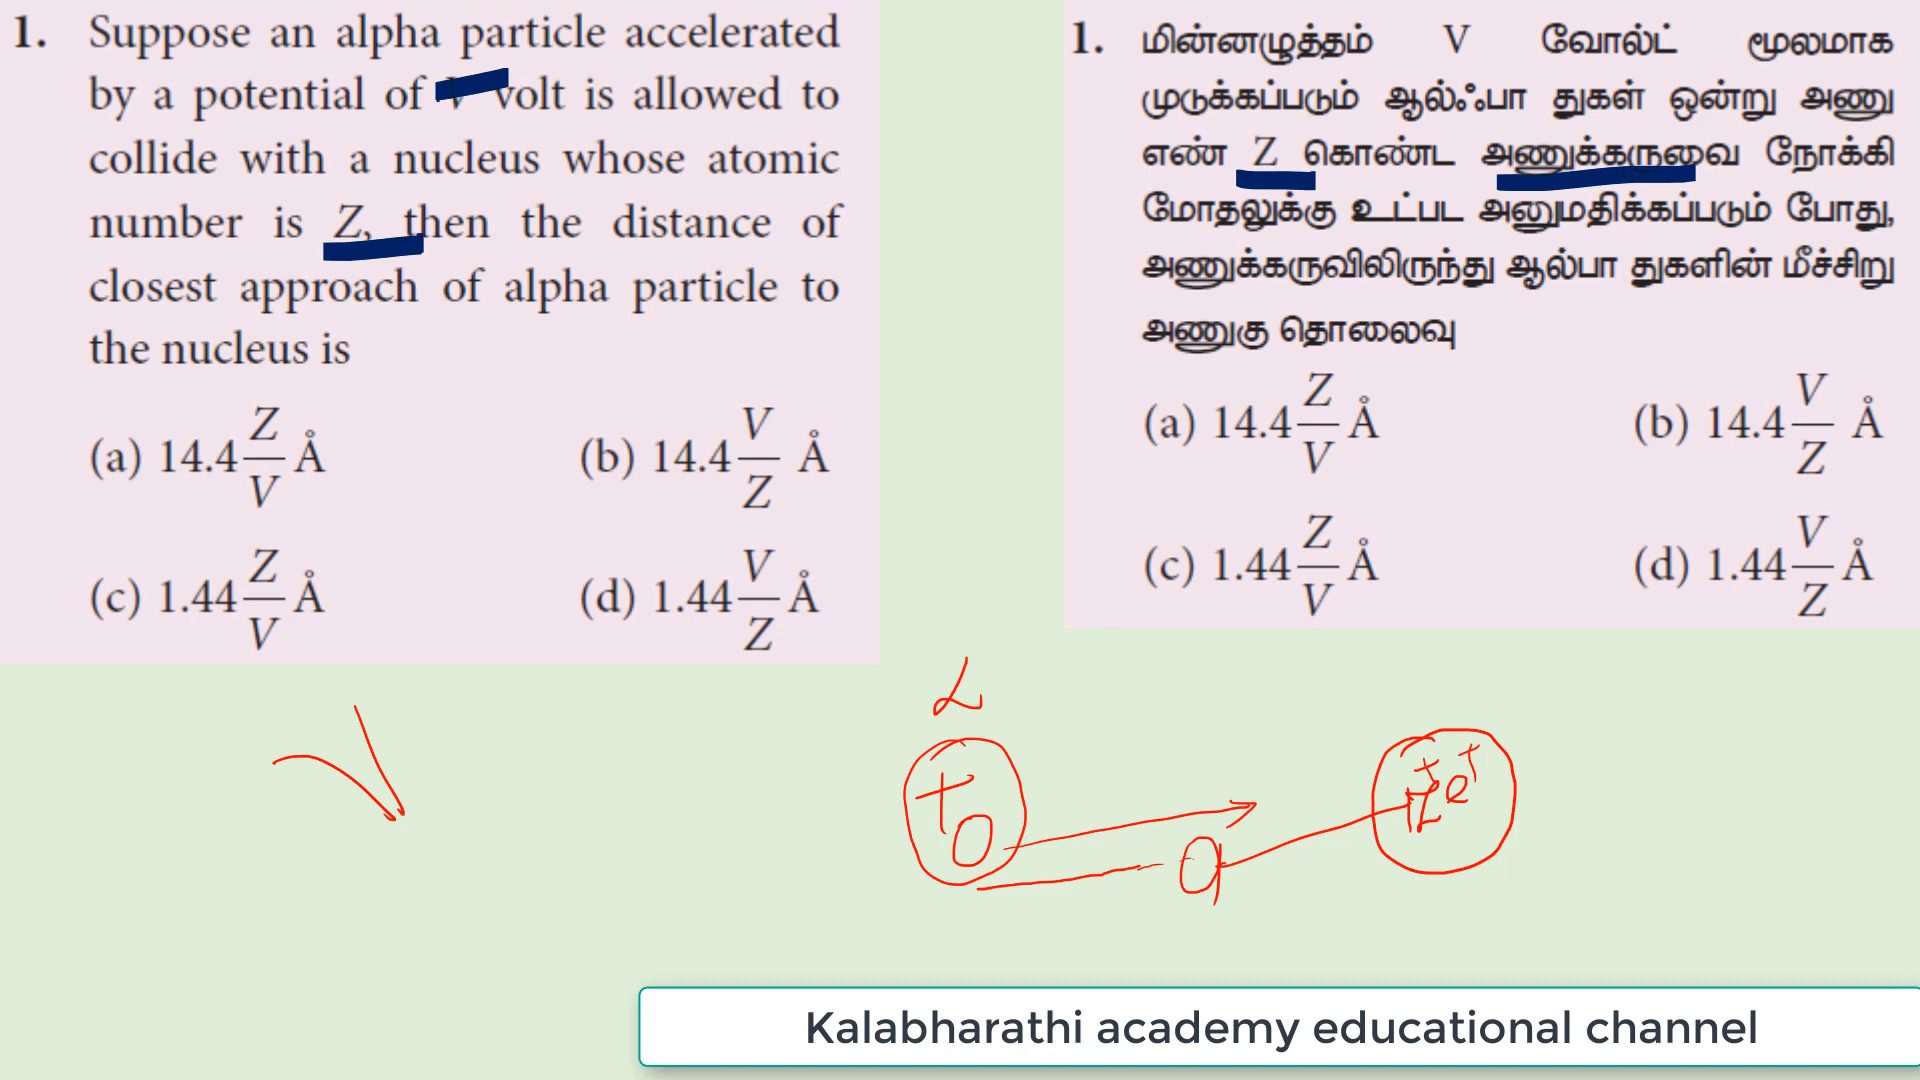 1. Suppose an alpha particle accelerated
by a potential of V volt is allowed to
collide with a nucleus whose atomic
number is Z, then the distance of
closest approach of alpha particle to
the nucleus is
(a) 14.4 Z/V Å (b) 14.4 V/Z Å
(c) 1.44 Z/V Å (d) 1.44 V/Z Å
1. மின்னழுத்தம் V வோல்ட் மூலமாக
முடுக்கப்படும் ஆல்ஃபா துகள் ஒன்று அணு
எண் Z கொண்ட அணுக்கருவை நோக்கி
மோதலுக்கு உட்பட அனுமதிக்கப்படும் போது,
அணுக்கருவிலிருந்து ஆல்பா துகளின் மீச்சிறு
அணுகு தொலைவு
(a) 14.4 Z/V Å (b) 14.4 V/Z Å
(c) 1.44 Z/V Å (d) 1.44 V/Z Å
Kalabharathi academy educational channel